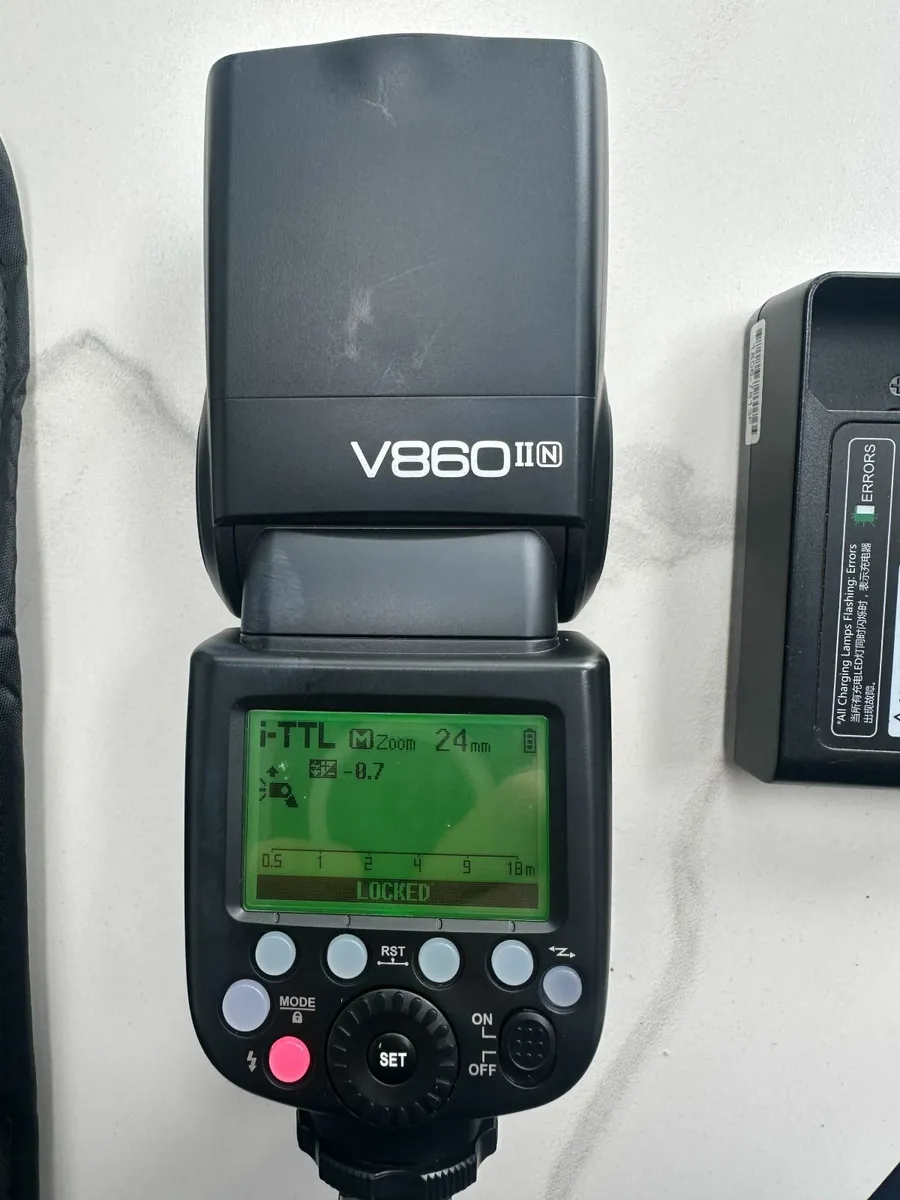 V860IIN
i-TTL M Zoom 24mm
-0.7
0.5 1 2 4 9 18m
LOCKED
RST
MODE
SET
ON
OFF
ERRORS
*All Charging Lamps Flashing: Errors
当所有充电LED灯同时闪烁时，表示充电器
出现故障。